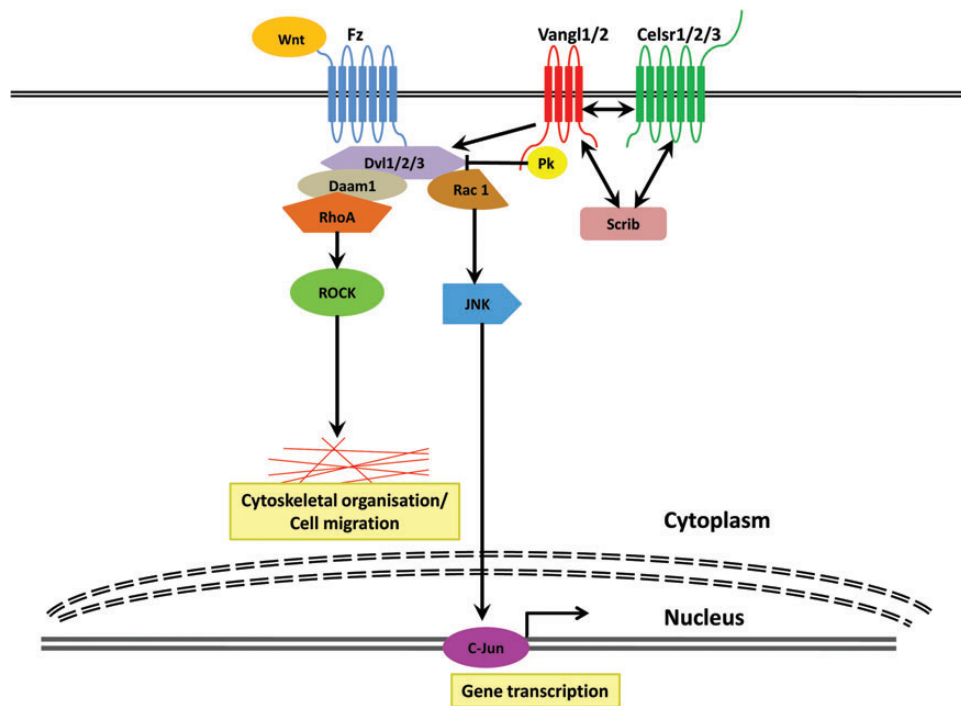 Wnt
Fz
Vangl1/2
Celsr1/2/3
Dvl1/2/3
Pk
Daam1
Rac 1
RhoA
Scrib
ROCK
JNK
Cytoskeletal organisation/
Cell migration
Cytoplasm
Nucleus
C-Jun
Gene transcription